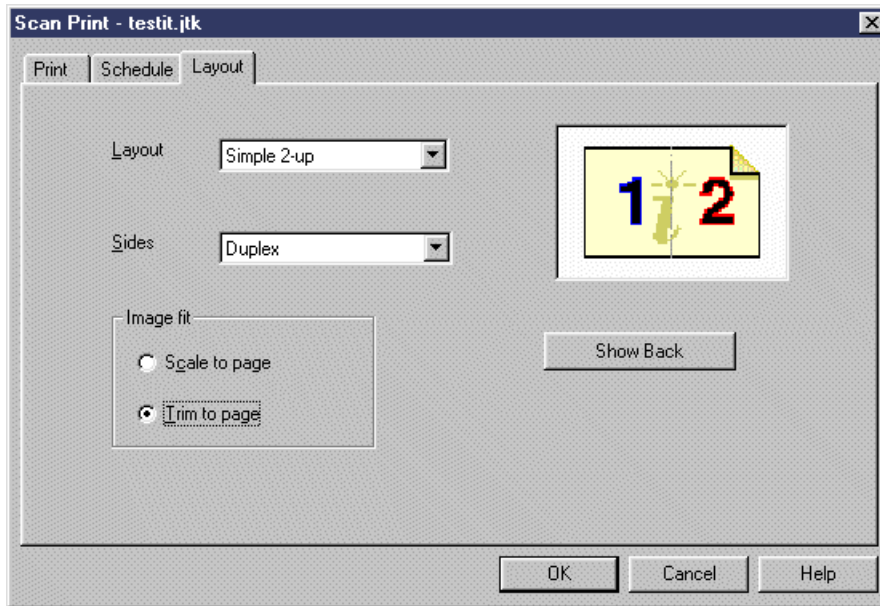 Scan Print - testit.jtk
Print Schedule Layout
Layout Simple 2-up
1 i 2
Sides Duplex
Image fit
Scale to page
Show Back
Trim to page
OK Cancel Help